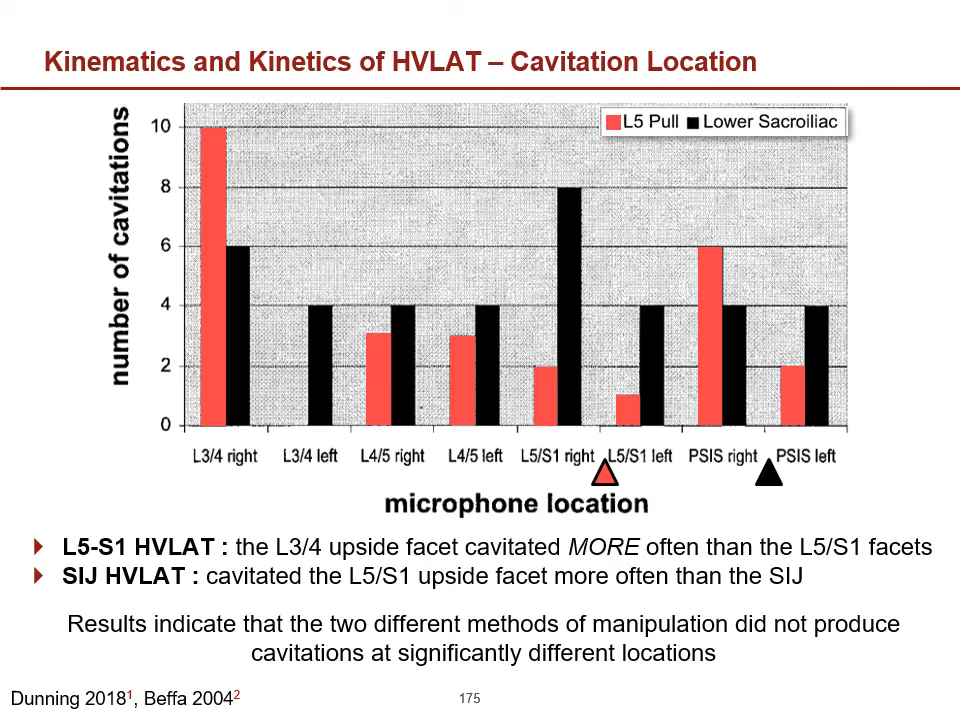 Kinematics and Kinetics of HVLAT – Cavitation Location
number of cavitations
10
8
6
4
2
0
L5 Pull Lower Sacroiliac
L3/4 right L3/4 left L4/5 right L4/5 left L5/S1 right L5/S1 left PSIS right PSIS left
microphone location
L5-S1 HVLAT : the L3/4 upside facet cavitated MORE often than the L5/S1 facets
SIJ HVLAT : cavitated the L5/S1 upside facet more often than the SIJ
Results indicate that the two different methods of manipulation did not produce
cavitations at significantly different locations
Dunning 2018¹, Beffa 2004²
175